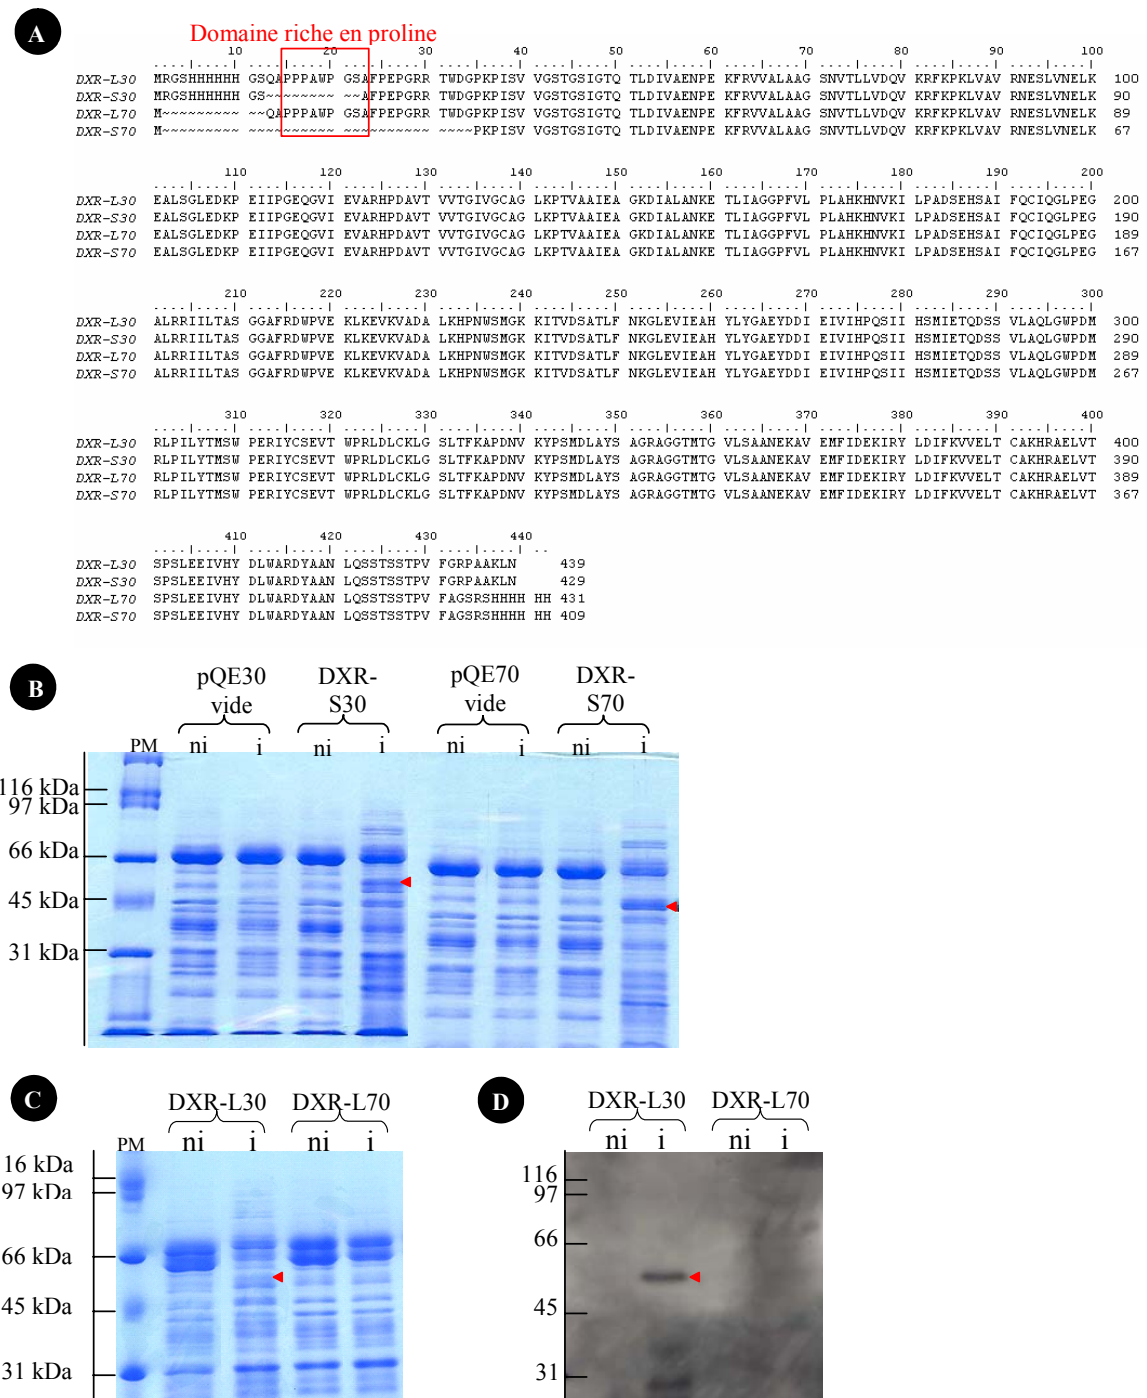 A
Domaine riche en proline
10 20 30 40 50 60 70 80 90 100
DXR-L30 MRGSHHHHHH GSQAPPPAWP GSAFPEPGRR TWDGPKPISV VGSTGSIGTQ TLDIVAENPE KFRVVALAAG SNVTLLVDQV KRFKPKLVAV RNESLVNELK 100
DXR-S30 MRGSHHHHHH GS~~~~~~~~ ~~AFPEPGRR TWDGPKPISV VGSTGSIGTQ TLDIVAENPE KFRVVALAAG SNVTLLVDQV KRFKPKLVAV RNESLVNELK 90
DXR-L70 M~~~~~~~~~ ~~QAPPPAWP GSAFPEPGRR TWDGPKPISV VGSTGSIGTQ TLDIVAENPE KFRVVALAAG SNVTLLVDQV KRFKPKLVAV RNESLVNELK 89
DXR-S70 M~~~~~~~~~ ~~~~~~~~~~ ~~~~~~~~~~ ~~~~PKPISV VGSTGSIGTQ TLDIVAENPE KFRVVALAAG SNVTLLVDQV KRFKPKLVAV RNESLVNELK 67
110 120 130 140 150 160 170 180 190 200
DXR-L30 EALSGLEDKP EIIPGEQGVI EVARHPDAVT VVTGIVGCAG LKPTVAAIEA GKDIALANKE TLIAGGPFVL PLAHKHNVKI LPADSEHSAI FQCIQGLPEG 200
DXR-S30 EALSGLEDKP EIIPGEQGVI EVARHPDAVT VVTGIVGCAG LKPTVAAIEA GKDIALANKE TLIAGGPFVL PLAHKHNVKI LPADSEHSAI FQCIQGLPEG 190
DXR-L70 EALSGLEDKP EIIPGEQGVI EVARHPDAVT VVTGIVGCAG LKPTVAAIEA GKDIALANKE TLIAGGPFVL PLAHKHNVKI LPADSEHSAI FQCIQGLPEG 189
DXR-S70 EALSGLEDKP EIIPGEQGVI EVARHPDAVT VVTGIVGCAG LKPTVAAIEA GKDIALANKE TLIAGGPFVL PLAHKHNVKI LPADSEHSAI FQCIQGLPEG 167
210 220 230 240 250 260 270 280 290 300
DXR-L30 ALRRIILTAS GGAFRDWPVE KLKEVKVADA LKHPNWSMGK KITVDSATLF NKGLEVIEAH YLYGAEYDDI EIVIHPQSII HSMIETQDSS VLAQLGWPDM 300
DXR-S30 ALRRIILTAS GGAFRDWPVE KLKEVKVADA LKHPNWSMGK KITVDSATLF NKGLEVIEAH YLYGAEYDDI EIVIHPQSII HSMIETQDSS VLAQLGWPDM 290
DXR-L70 ALRRIILTAS GGAFRDWPVE KLKEVKVADA LKHPNWSMGK KITVDSATLF NKGLEVIEAH YLYGAEYDDI EIVIHPQSII HSMIETQDSS VLAQLGWPDM 289
DXR-S70 ALRRIILTAS GGAFRDWPVE KLKEVKVADA LKHPNWSMGK KITVDSATLF NKGLEVIEAH YLYGAEYDDI EIVIHPQSII HSMIETQDSS VLAQLGWPDM 267
310 320 330 340 350 360 370 380 390 400
DXR-L30 RLPILYTMSW PERIYCSEVT WPRLDLCKLG SLTFKAPDNV KYPSMDLAYS AGRAGGTMTG VLSAANEKAV EMFIDEKIRY LDIFKVVELT CAKHRAELVT 400
DXR-S30 RLPILYTMSW PERIYCSEVT WPRLDLCKLG SLTFKAPDNV KYPSMDLAYS AGRAGGTMTG VLSAANEKAV EMFIDEKIRY LDIFKVVELT CAKHRAELVT 390
DXR-L70 RLPILYTMSW PERIYCSEVT WPRLDLCKLG SLTFKAPDNV KYPSMDLAYS AGRAGGTMTG VLSAANEKAV EMFIDEKIRY LDIFKVVELT CAKHRAELVT 389
DXR-S70 RLPILYTMSW PERIYCSEVT WPRLDLCKLG SLTFKAPDNV KYPSMDLAYS AGRAGGTMTG VLSAANEKAV EMFIDEKIRY LDIFKVVELT CAKHRAELVT 367
410 420 430 440
DXR-L30 SPSLEEIVHY DLWARDYAAN LQSSTSSTPV FGRPAAKLN 439
DXR-S30 SPSLEEIVHY DLWARDYAAN LQSSTSSTPV FGRPAAKLN 429
DXR-L70 SPSLEEIVHY DLWARDYAAN LQSSTSSTPV FAGSRSHHHH HH 431
DXR-S70 SPSLEEIVHY DLWARDYAAN LQSSTSSTPV FAGSRSHHHH HH 409
B
pQE30 vide
DXR-S30
pQE70 vide
DXR-S70
PM ni i ni i ni i ni i
116 kDa
97 kDa
66 kDa
45 kDa
31 kDa
C
DXR-L30 DXR-L70
PM ni i ni i
16 kDa
97 kDa
66 kDa
45 kDa
31 kDa
D
DXR-L30 DXR-L70
ni i ni i
116
97
66
45
31